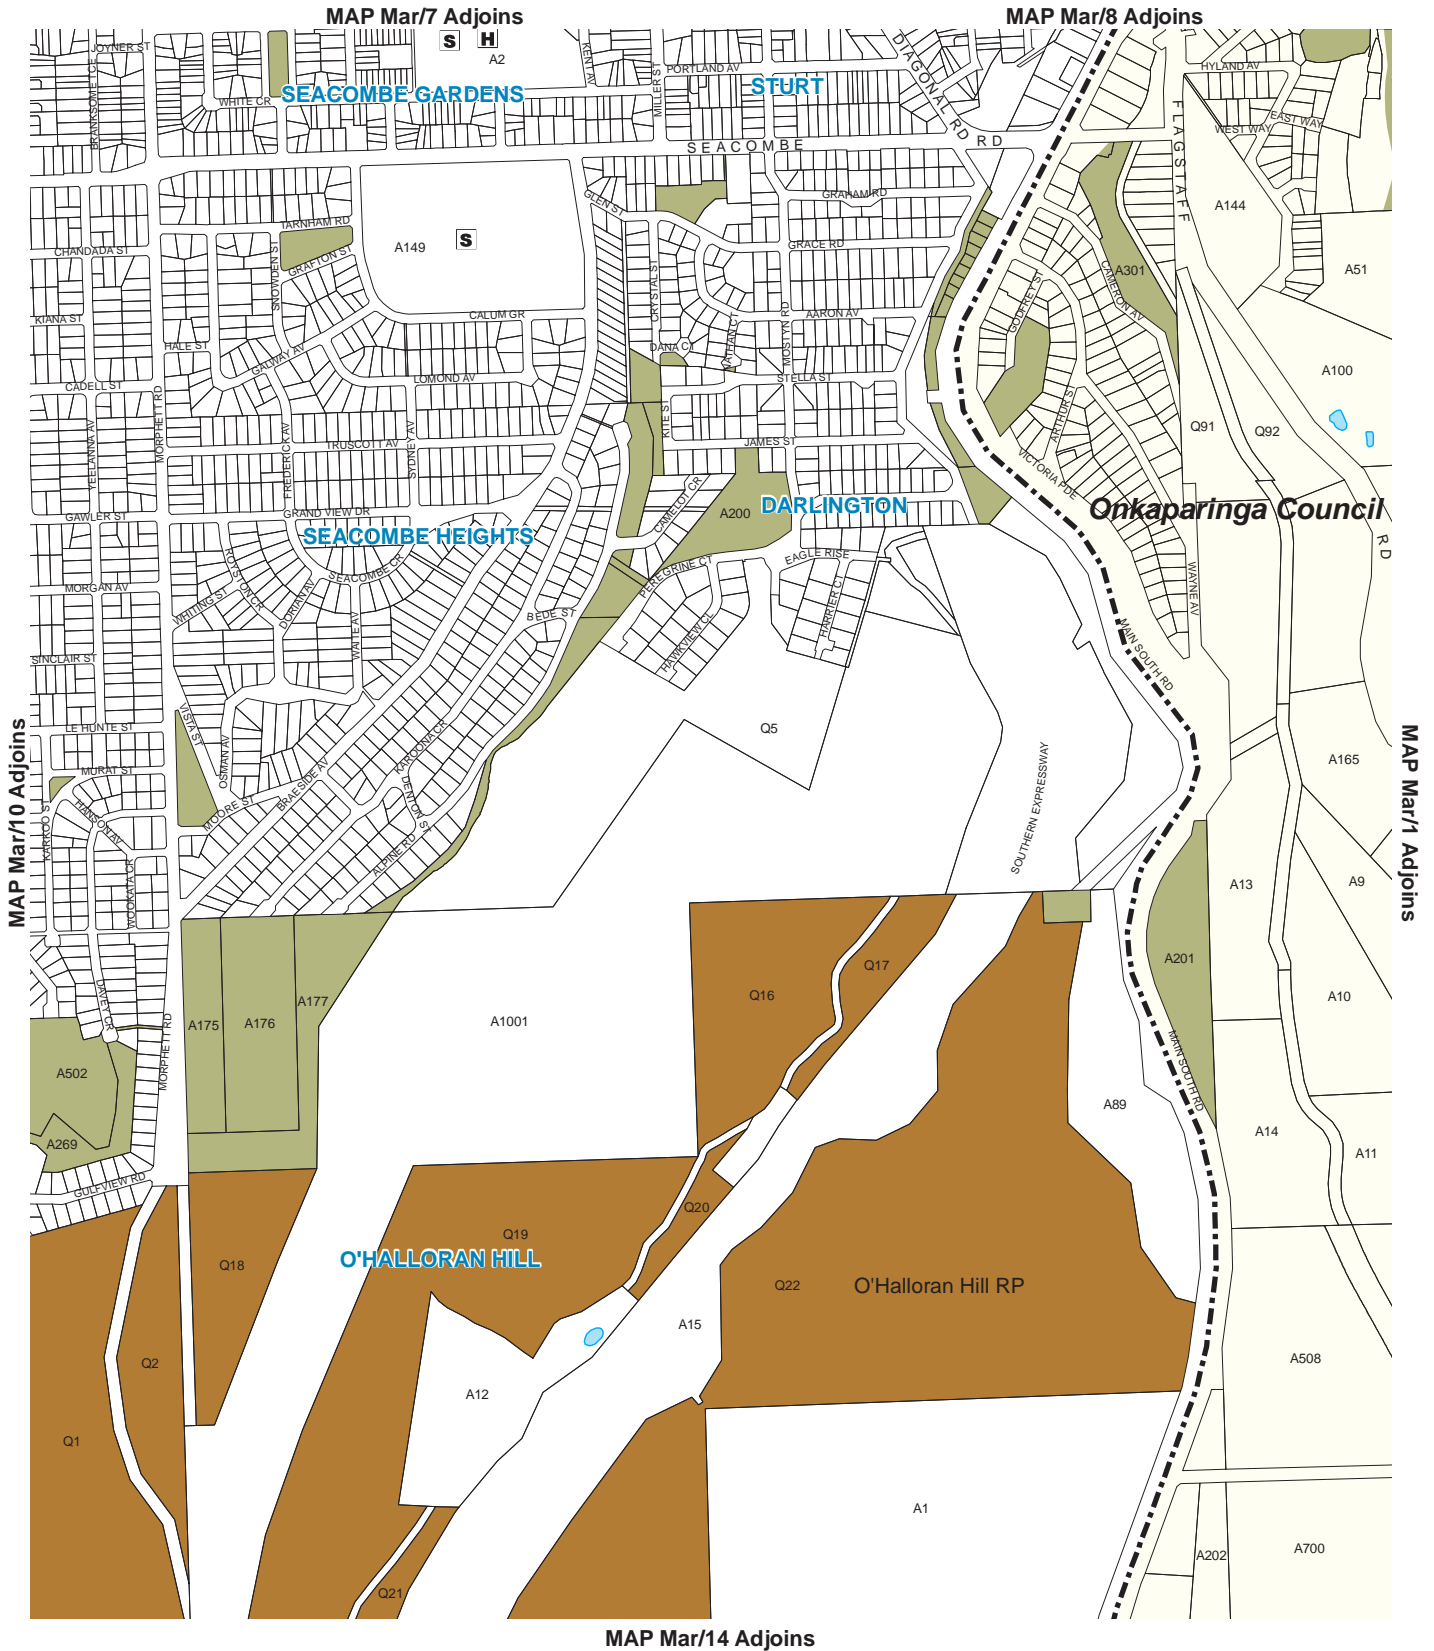 MAP Mar/7 Adjoins
MAP Mar/8 Adjoins
JOYNER ST
BRANKSOME TCE
S
H
A2
KENT AV
PORTLAND AV
MILLER ST
DIAGONAL RD
HYLAND AV
WHITE CR
SEACOMBE GARDENS
STURT
EAST WAY
WEST WAY
FLAGSTAFF
SEACOMBE
RD
GRAHAM RD
GLEN ST
A144
TARNHAM RD
A149
S
GRACE RD
CHANDADA ST
SNOWDEN ST
GRAFTON ST
CRYSTAL ST
CAMERON AV
A301
A51
GODFREY ST
KIANA ST
CALUM GR
AARON AV
NATHAN CT
MOSTYN RD
HALE ST
GALWAY AV
DANA CT
CADELL ST
LOMOND AV
STELLA ST
A100
MORPHETT RD
YEELANNA AV
FREDERICK AV
TRUSCOTT AV
SYDNEY AV
KITE ST
JAMES ST
ARTHUR ST
Q91
Q92
VICTORIA PDE
GAWLER ST
GRAND VIEW DR
CAMELOT CR
A200
DARLINGTON
Onkaparinga Council
SEACOMBE HEIGHTS
RD
ROYSTON CR
SEACOMBE CR
EAGLE RISE
PEREGRINE CT
MORGAN AV
WHITING ST
DORIAN AV
WAITE AV
BEDE ST
HAWKVIEW CL
HARRIER CT
WAYNE AV
MAIN SOUTH RD
SINCLAIR ST
VISTA ST
LE HUNTE ST
OSMAN AV
KAROONA CR
Q5
MAP Mar/10 Adjoins
MAP Mar/1 Adjoins
MURAT ST
BRAESIDE AV
DENTON ST
A165
HANSON AV
KARKOO ST
MOORE ST
SOUTHERN EXPRESSWAY
ALPINE RD
WOOKATA CR
A13
A9
A201
Q17
DAVEY CR
A177
Q16
A10
A175
A176
A1001
MORPHETT RD
MAIN SOUTH RD
A502
A89
A14
A269
A11
GULFVIEW RD
Q20
Q19
O'HALLORAN HILL
Q18
Q22
O'Halloran Hill RP
A15
Q2
A508
A12
Q1
A1
A202
A700
Q21
MAP Mar/14 Adjoins